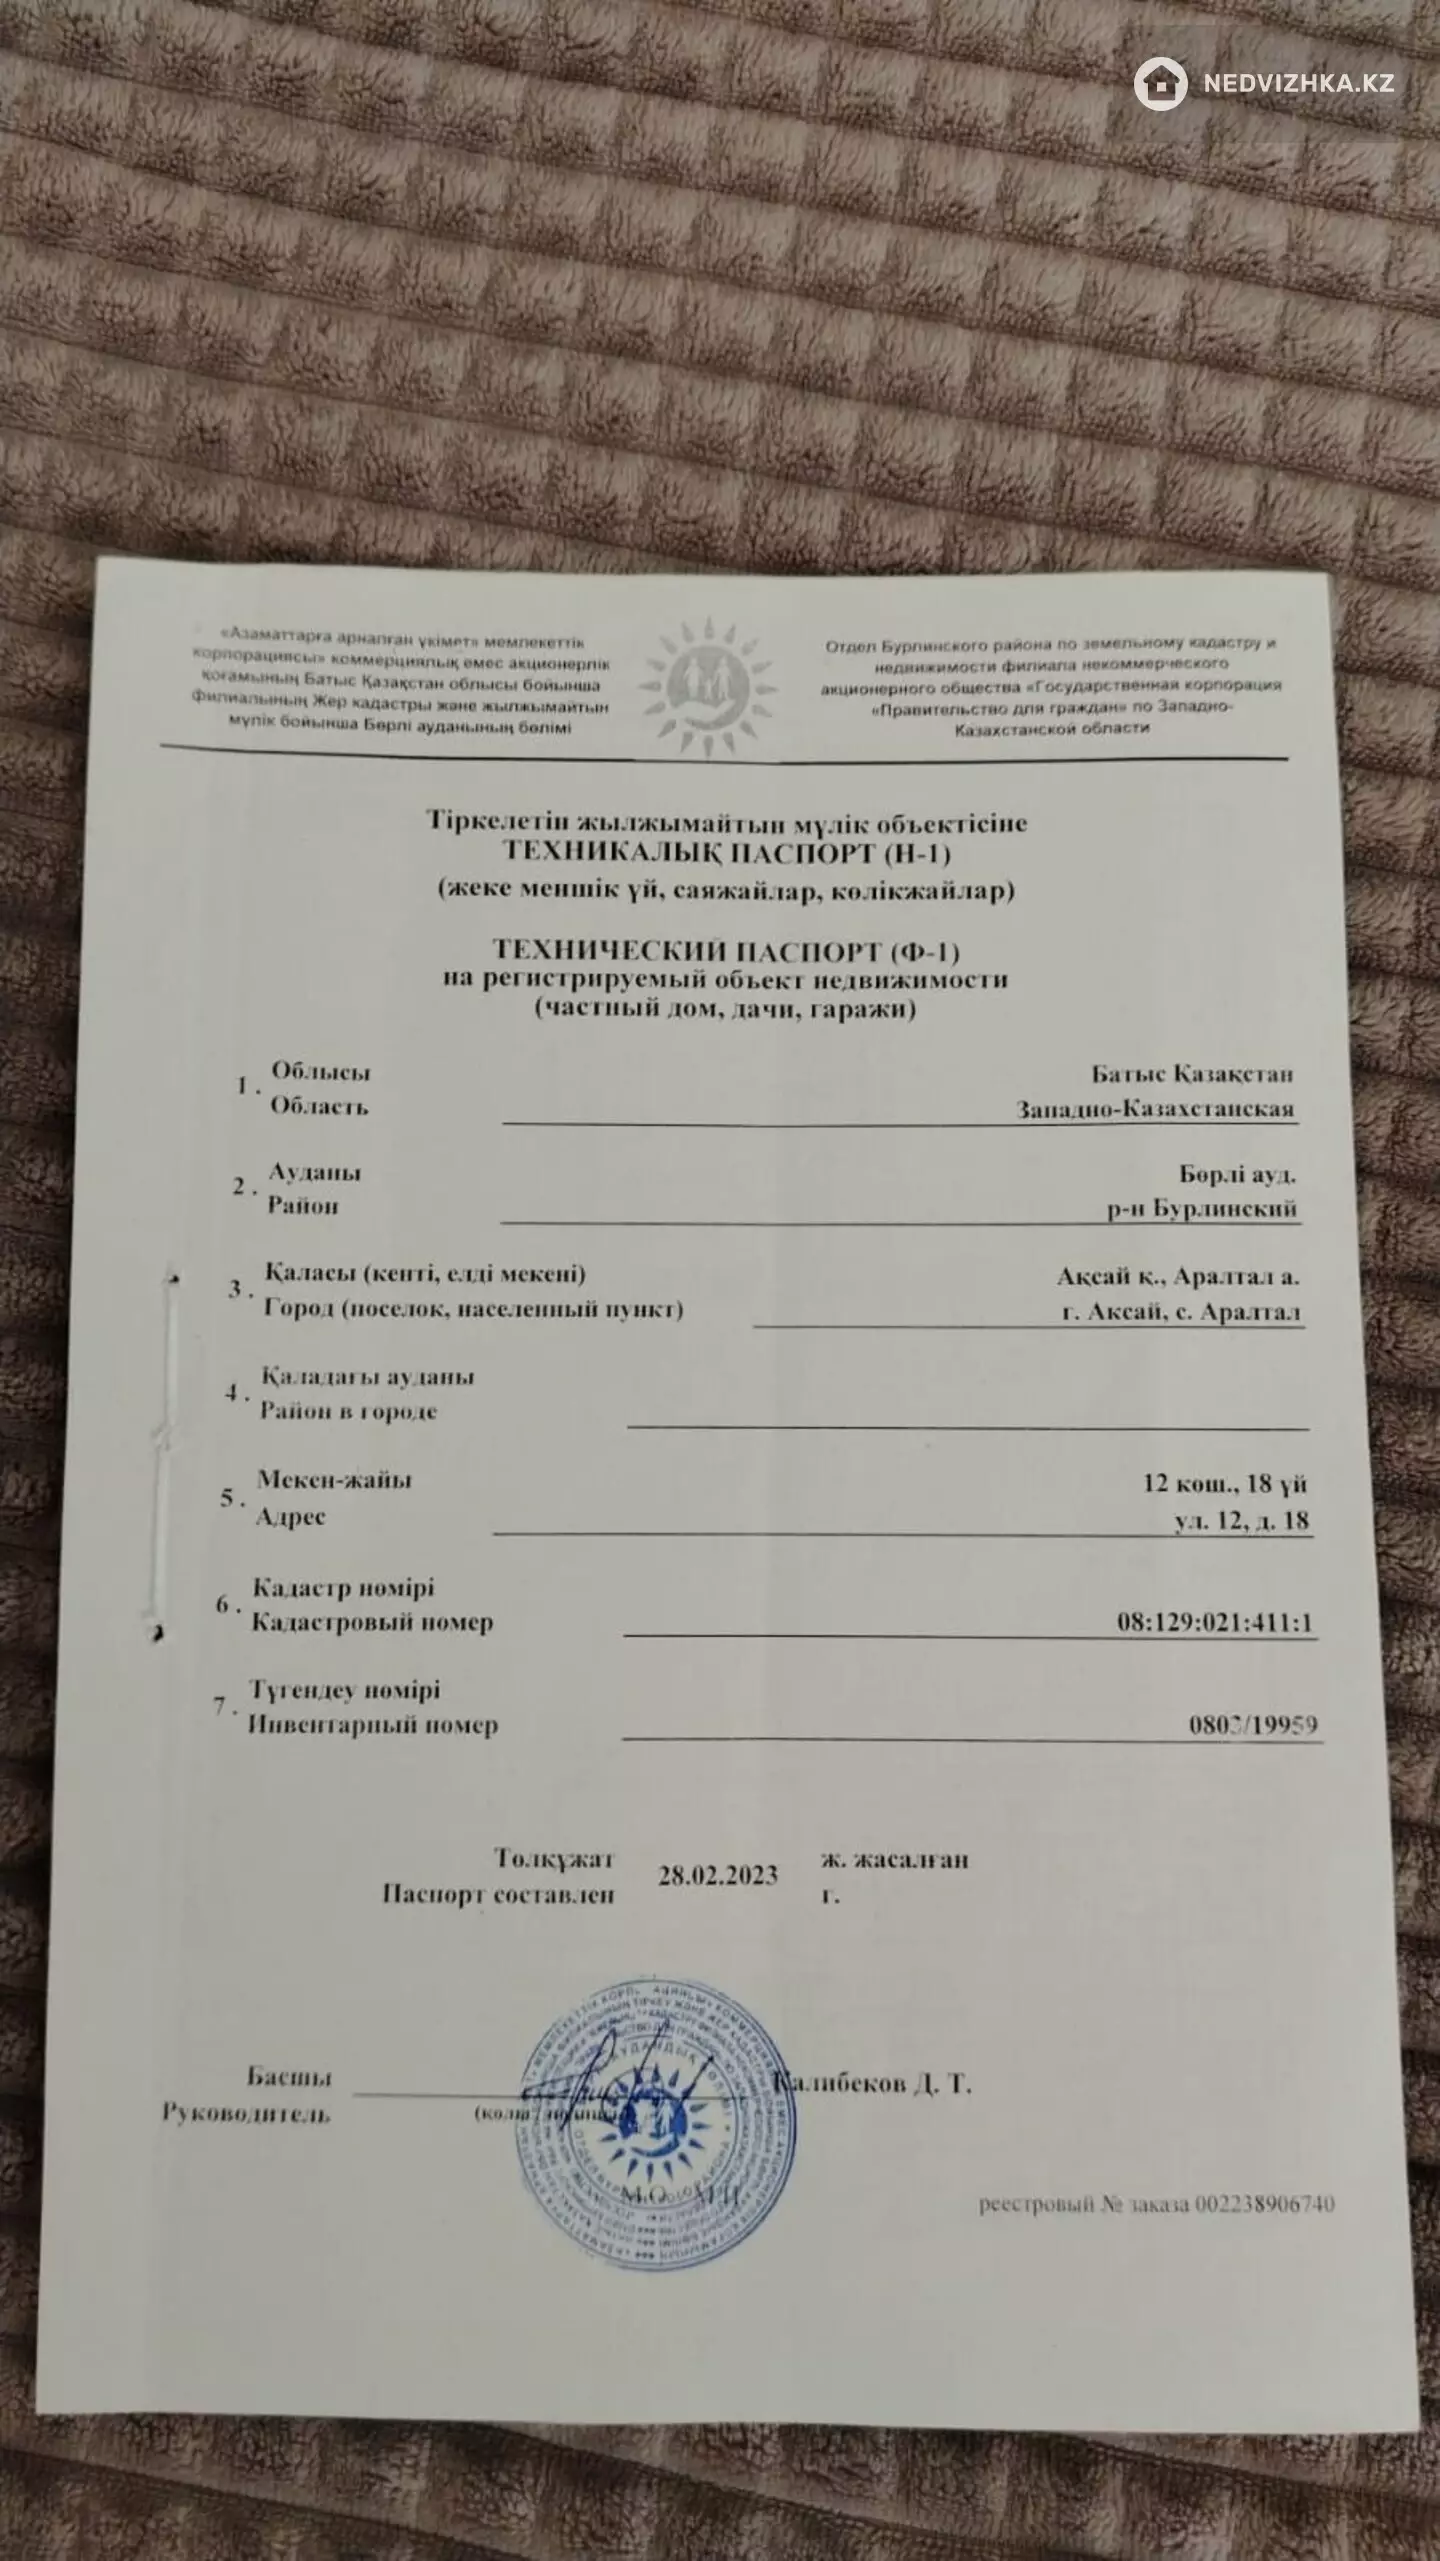 NEDVIZHKA.KZ
«Азаматтарға арналған үкімет» мемлекеттік
корпорациясы» коммерциялық емес акционерлік
қоғамының Батыс Қазақстан облысы бойынша
филиалының Жер кадастры және жылжымайтын
мүлік бойынша Бөрлі ауданының бөлімі
Отдел Бурлинского района по земельному кадастру и
недвижимости филиала некоммерческого
акционерного общества «Государственная корпорация
«Правительство для граждан» по Западно-
Казахстанской области
Тіркелетін жылжымайтын мүлік объектісіне
ТЕХНИКАЛЫҚ ПАСПОРТ (Н-1)
(жеке меншік үй, саяжайлар, көлікжайлар)
ТЕХНИЧЕСКИЙ ПАСПОРТ (Ф-1)
на регистрируемый объект недвижимости
(частный дом, дачи, гаражи)
1. Облысы Батыс Қазақстан
Область Западно-Казахстанская
2. Ауданы Бөрлі ауд.
Район р-н Бурлинский
3. Қаласы (кенті, елді мекені) Ақсай қ., Аралтал а.
Город (поселок, населенный пункт) г. Аксай, с. Аралтал
4. Қаладағы ауданы
Район в городе
5. Мекен-жайы 12 көш., 18 үй
Адрес ул. 12, д. 18
6. Кадастр нөмірі
Кадастровый номер 08:129:021:411:1
7. Түгендеу нөмірі
Инвентарный номер
Төлқұжат 28.02.2023 ж. жасалған
Паспорт составлен г.
Басшы Калибеков Д. Т.
Руководитель
М.О.
реестровый № заказа 002238906740